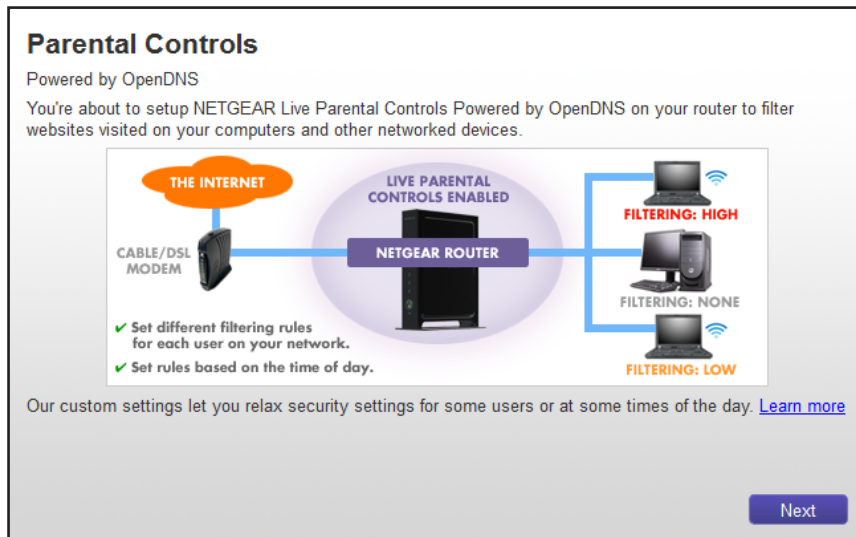 Parental Controls
Powered by OpenDNS
You're about to setup NETGEAR Live Parental Controls Powered by OpenDNS on your router to filter
websites visited on your computers and other networked devices.
THE INTERNET
LIVE PARENTAL
CONTROLS ENABLED
FILTERING: HIGH
CABLE/DSL
MODEM
NETGEAR ROUTER
FILTERING: NONE
✔ Set different filtering rules
for each user on your network.
✔ Set rules based on the time of day.
FILTERING: LOW
Our custom settings let you relax security settings for some users or at some times of the day. Learn more
Next